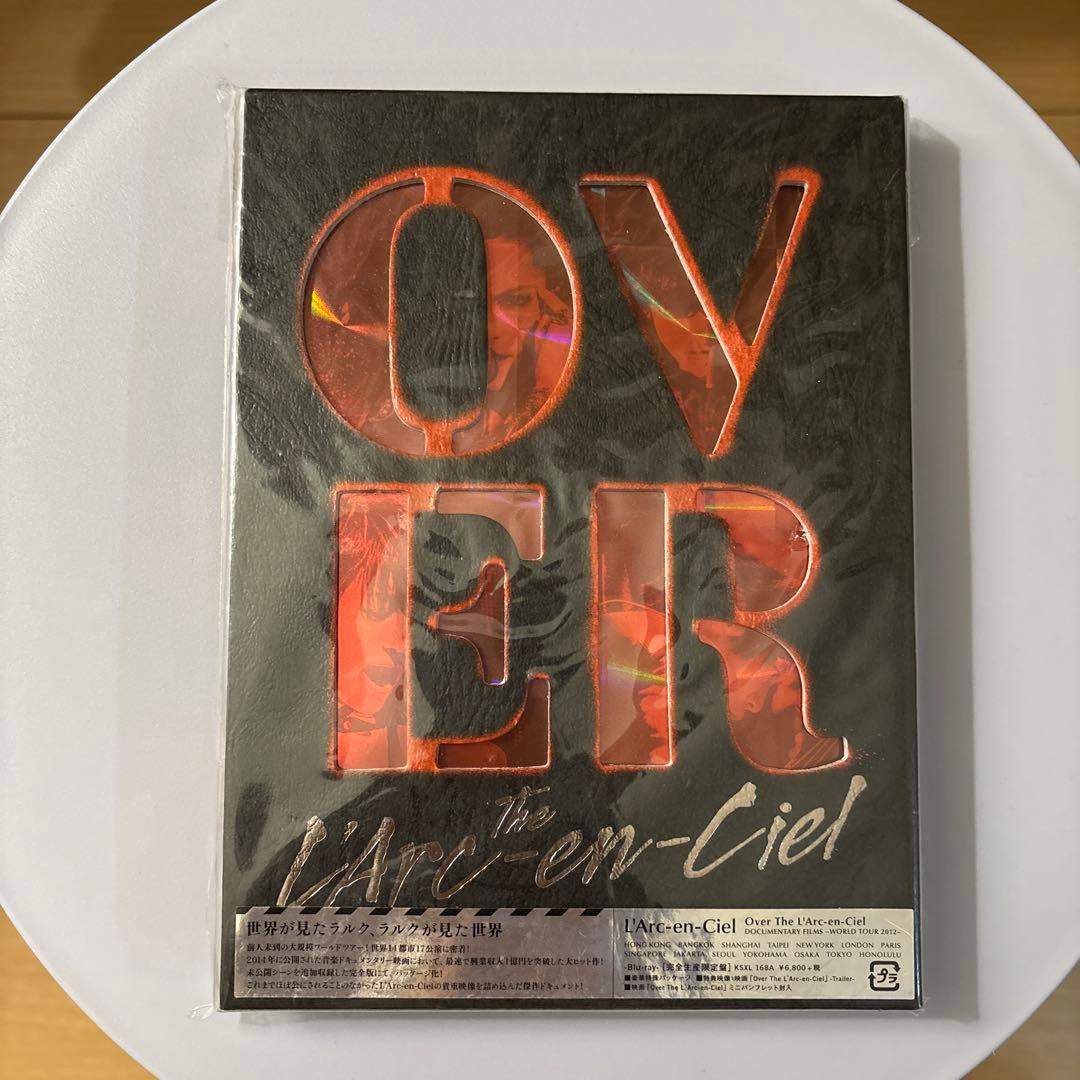 OVER
The
L'Arc-en-Ciel
世界が見たラルク、ラルクが見た世界
前人未到の大規模ワールドツアー!世界14都市17公演に密着!
2014年に公開された音楽ドキュメンタリー映画において、最速で興業収入1億円を突破した大ヒット作!
未公開シーンを追加収録した完全版にて、パッケージ化!
これまでほぼ公にされることのなかったL'Arc-en-Cielの貴重映像を詰め込んだ傑作ドキュメント!
L'Arc-en-Ciel Over The L'Arc-en-Ciel
DOCUMENTARY FILMS ~WORLD TOUR 2012~
HONG KONG BANGKOK SHANGHAI TAIPEI NEW YORK LONDON PARIS
SINGAPORE JAKARTA SEOUL YOKOHAMA OSAKA TOKYO HONOLULU
-Blu-ray- [完全生産限定盤] KSXL 168A ¥6,800+税
■豪華特殊パッケージ ■特典映像:映画「Over The L'Arc-en-Ciel」-Trailer-
■映画「Over The L'Arc-en-Ciel」ミニパンフレット封入
プラ